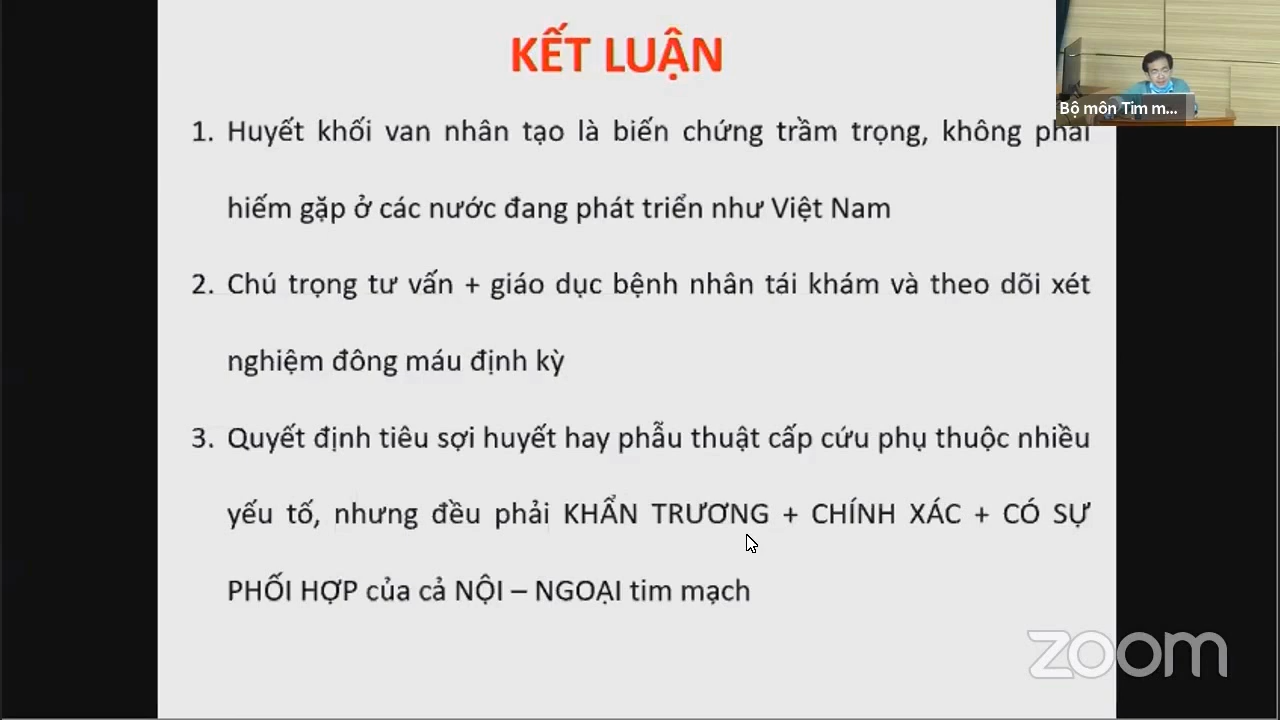 KẾT LUẬN
Bộ môn Tim m...
1. Huyết khối van nhân tạo là biến chứng trầm trọng, không phải
hiếm gặp ở các nước đang phát triển như Việt Nam
2. Chú trọng tư vấn + giáo dục bệnh nhân tái khám và theo dõi xét
nghiệm đông máu định kỳ
3. Quyết định tiêu sợi huyết hay phẫu thuật cấp cứu phụ thuộc nhiều
yếu tố, nhưng đều phải KHẨN TRƯƠNG + CHÍNH XÁC + CÓ SỰ
PHỐI HỢP của cả NỘI – NGOẠI tim mạch
zoom